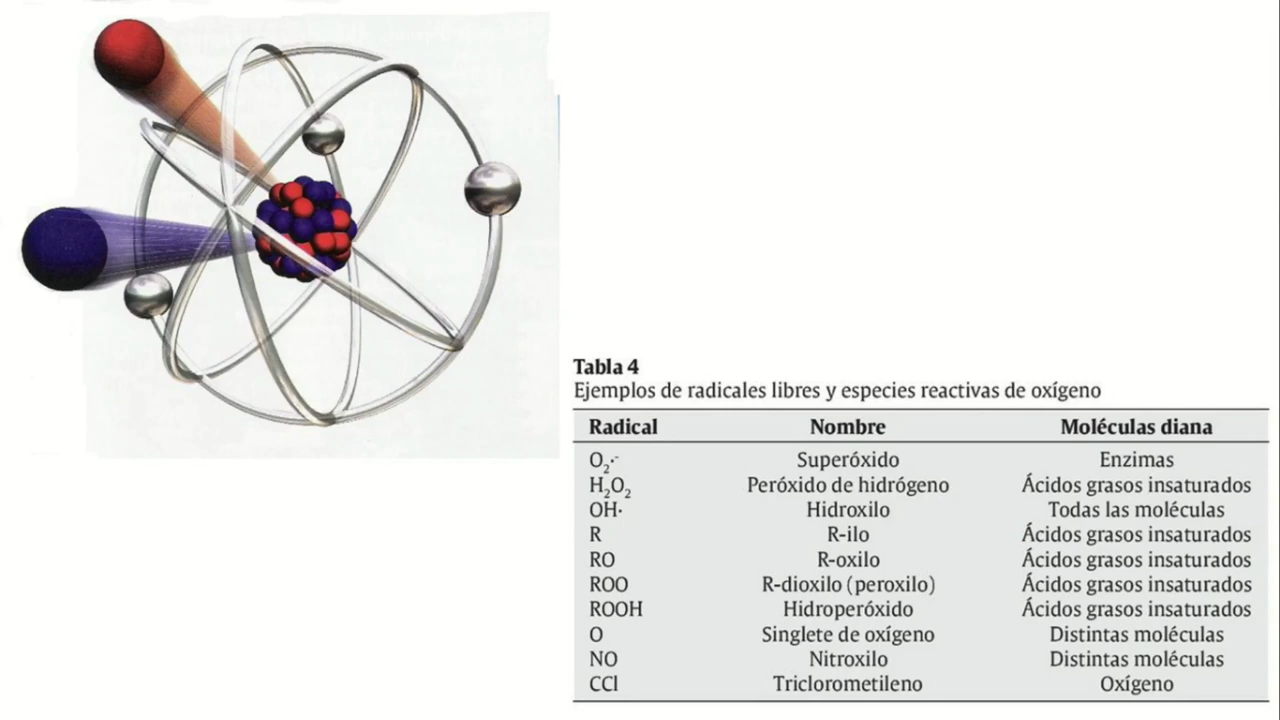 Tabla 4
Ejemplos de radicales libres y especies reactivas de oxígeno
Radical Nombre Moléculas diana
O₂·⁻ Superóxido Enzimas
H₂O₂ Peróxido de hidrógeno Ácidos grasos insaturados
OH· Hidroxilo Todas las moléculas
R R-ilo Ácidos grasos insaturados
RO R-oxilo Ácidos grasos insaturados
ROO R-dioxilo (peroxilo) Ácidos grasos insaturados
ROOH Hidroperóxido Ácidos grasos insaturados
O Singlete de oxígeno Distintas moléculas
NO Nitroxilo Distintas moléculas
CCl Triclorometileno Oxígeno